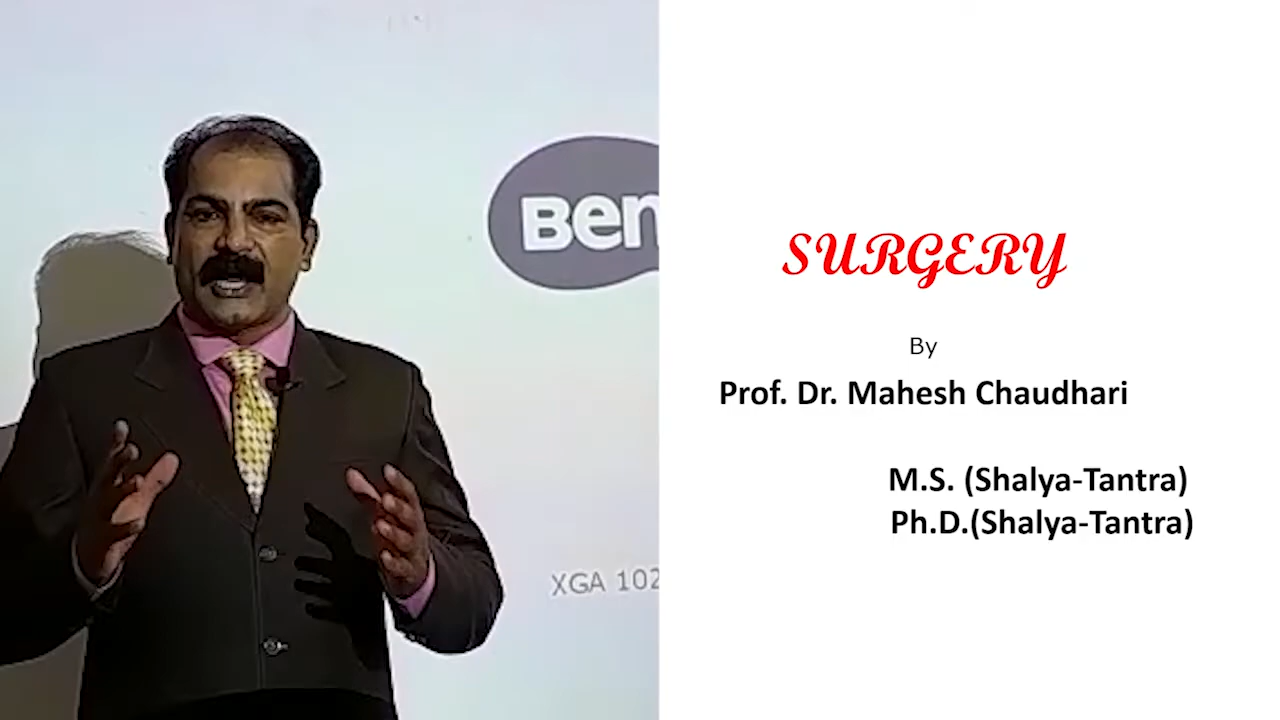 Ben
XGA 102
SURGERY
By
Prof. Dr. Mahesh Chaudhari
M.S. (Shalya-Tantra)
Ph.D.(Shalya-Tantra)